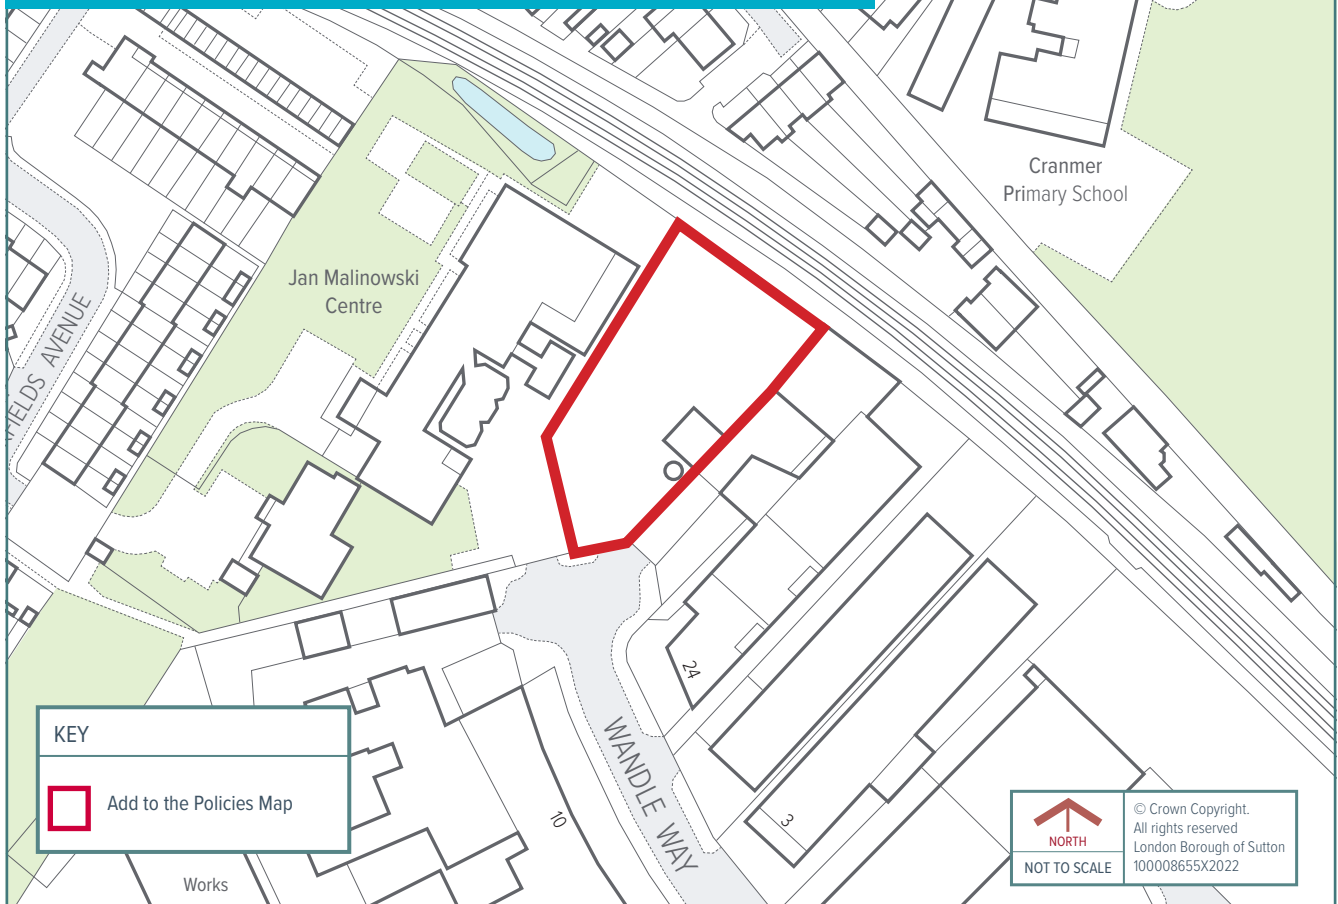 Cranmer
Primary School
Jan Malinowski
Centre
FIELDS AVENUE
24
WANDLE WAY
10
3
Works
KEY
Add to the Policies Map
NORTH
NOT TO SCALE
© Crown Copyright.
All rights reserved
London Borough of Sutton
100008655X2022